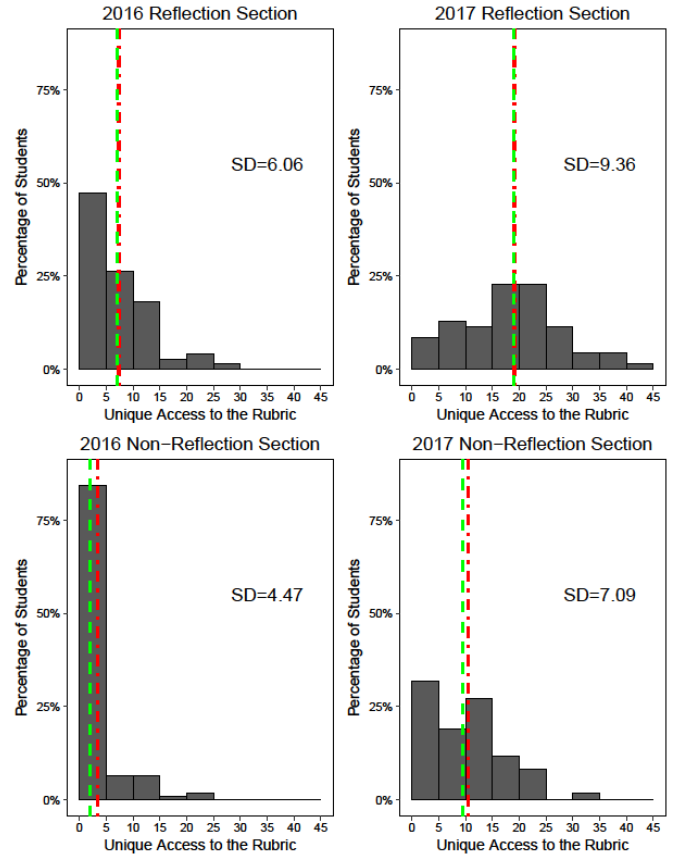 2016 Reflection Section
Percentage of Students
75%
50%
25%
0%
SD=6.06
0 5 10 15 20 25 30 35 40 45
Unique Access to the Rubric
2017 Reflection Section
Percentage of Students
75%
50%
25%
0%
SD=9.36
0 5 10 15 20 25 30 35 40 45
Unique Access to the Rubric
2016 Non−Reflection Section
Percentage of Students
75%
50%
25%
0%
SD=4.47
0 5 10 15 20 25 30 35 40 45
Unique Access to the Rubric
2017 Non−Reflection Section
Percentage of Students
75%
50%
25%
0%
SD=7.09
0 5 10 15 20 25 30 35 40 45
Unique Access to the Rubric